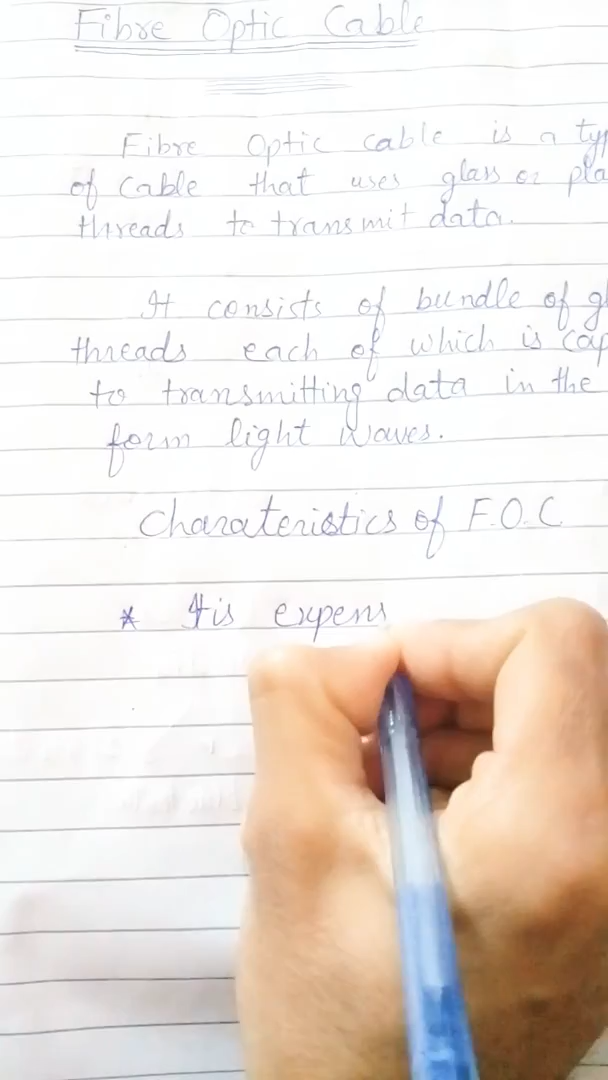 Fibre Optic Cable
Fibre Optic cable is a typ
of Cable that uses glass or pla
threads to transmit data.
It consists of bundle of gl
threads each of which is cap
to transmitting data in the
form light waves.
Charateristics of F.O.C
* It is expens